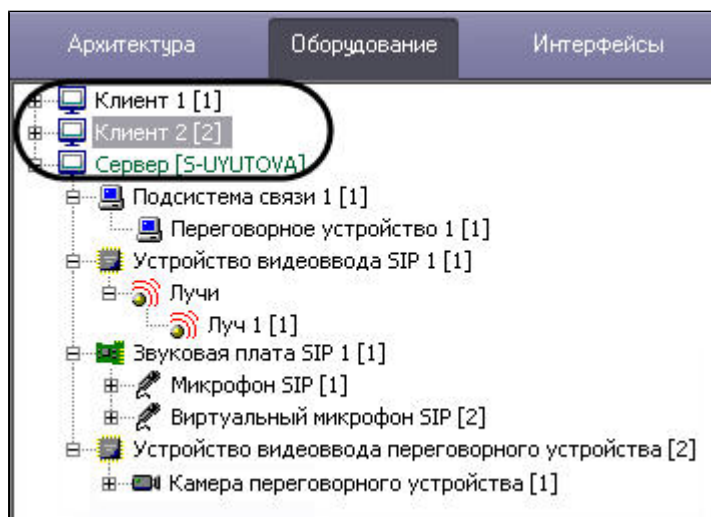 Архитектура Оборудование Интерфейсы
Клиент 1 [1]
Клиент 2 [2]
Сервер [S-UYUTOVA]
Подсистема связи 1 [1]
Переговорное устройство 1 [1]
Устройство видеоввода SIP 1 [1]
Лучи
Луч 1 [1]
Звуковая плата SIP 1 [1]
Микрофон SIP [1]
Виртуальный микрофон SIP [2]
Устройство видеоввода переговорного устройства [2]
Камера переговорного устройства [1]